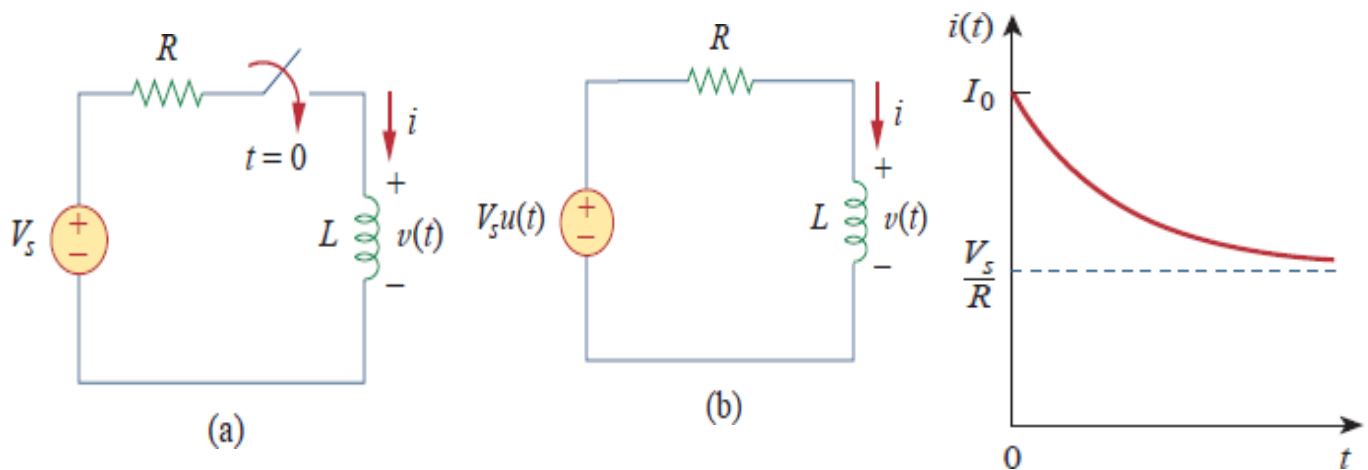 R
i
t = 0
+
V_s
+
−
L
v(t)
−
(a)
R
i
+
V_s u(t)
+
−
L
v(t)
−
(b)
i(t)
I_0
V_s
R
0
t